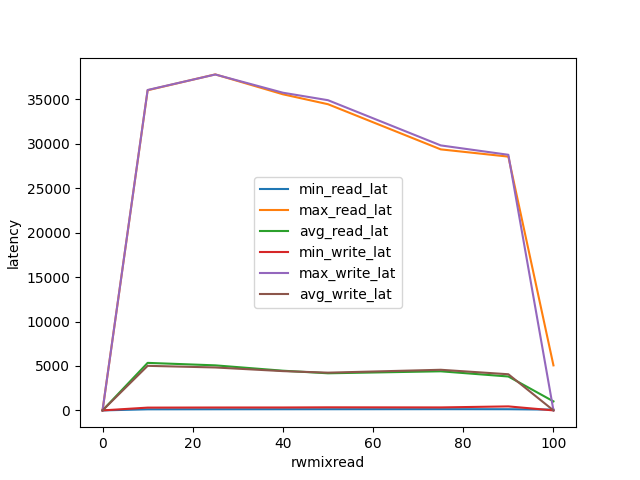 35000
30000
25000
20000
15000
10000
5000
0
latency
min_read_lat
max_read_lat
avg_read_lat
min_write_lat
max_write_lat
avg_write_lat
0 20 40 60 80 100
rwmixread